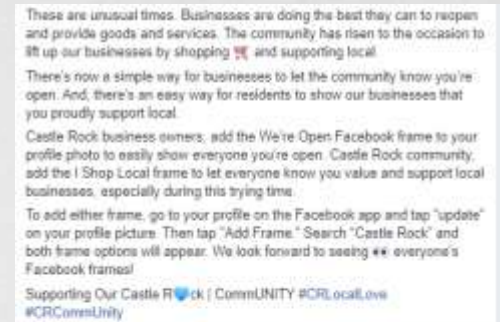 These are unusual times. Businesses are doing the best they can to reopen
and provide goods and services. The community has risen to the occasion to
lift up our businesses by shopping 🛒 and supporting local.
There's now a simple way for businesses to let the community know you're
open. And, there's an easy way for residents to show our businesses that
you proudly support local.
Castle Rock business owners, add the We're Open Facebook frame to your
profile photo to easily show everyone you're open. Castle Rock community,
add the I Shop Local frame to let everyone know you value and support local
businesses, especially during this trying time.
To add either frame, go to your profile on the Facebook app and tap "update"
on your profile picture. Then tap "Add Frame." Search "Castle Rock" and
both frame options will appear. We look forward to seeing 👀 everyone's
Facebook frames!
Supporting Our Castle R💙ck | CommUNITY #CRLocalLove
#CRCommUnity